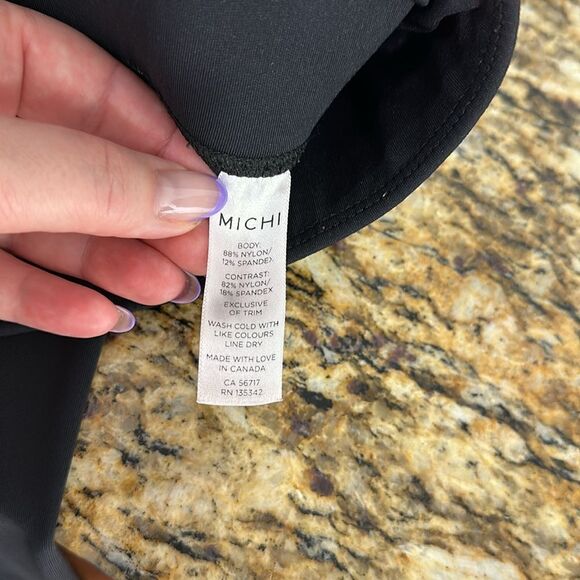 MICHI
BODY:
88% NYLON/
12% SPANDEX
CONTRAST:
82% NYLON/
18% SPANDEX
EXCLUSIVE
OF TRIM
WASH COLD WITH
LIKE COLOURS
LINE DRY
MADE WITH LOVE
IN CANADA
CA 56717
RN 135342